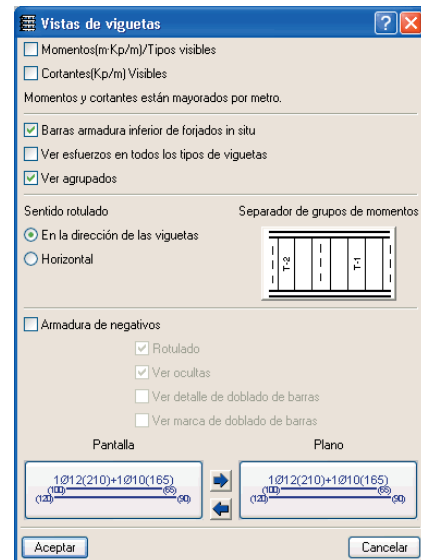 Vistas de viguetas
Momentos(m·Kp/m)/Tipos visibles
Cortantes(Kp/m) Visibles
Momentos y cortantes están mayorados por metro.
Barras armadura inferior de forjados in situ
Ver esfuerzos en todos los tipos de viguetas
Ver agrupados
Sentido rotulado
Separador de grupos de momentos
En la dirección de las viguetas
Horizontal
T-2
T-1
Armadura de negativos
Rotulado
Ver ocultas
Ver detalle de doblado de barras
Ver marca de doblado de barras
Pantalla
Plano
1Ø12(210)+1Ø10(165)
(100) (65)
(120) (90)
1Ø12(210)+1Ø10(165)
(100) (65)
(120) (90)
Aceptar
Cancelar